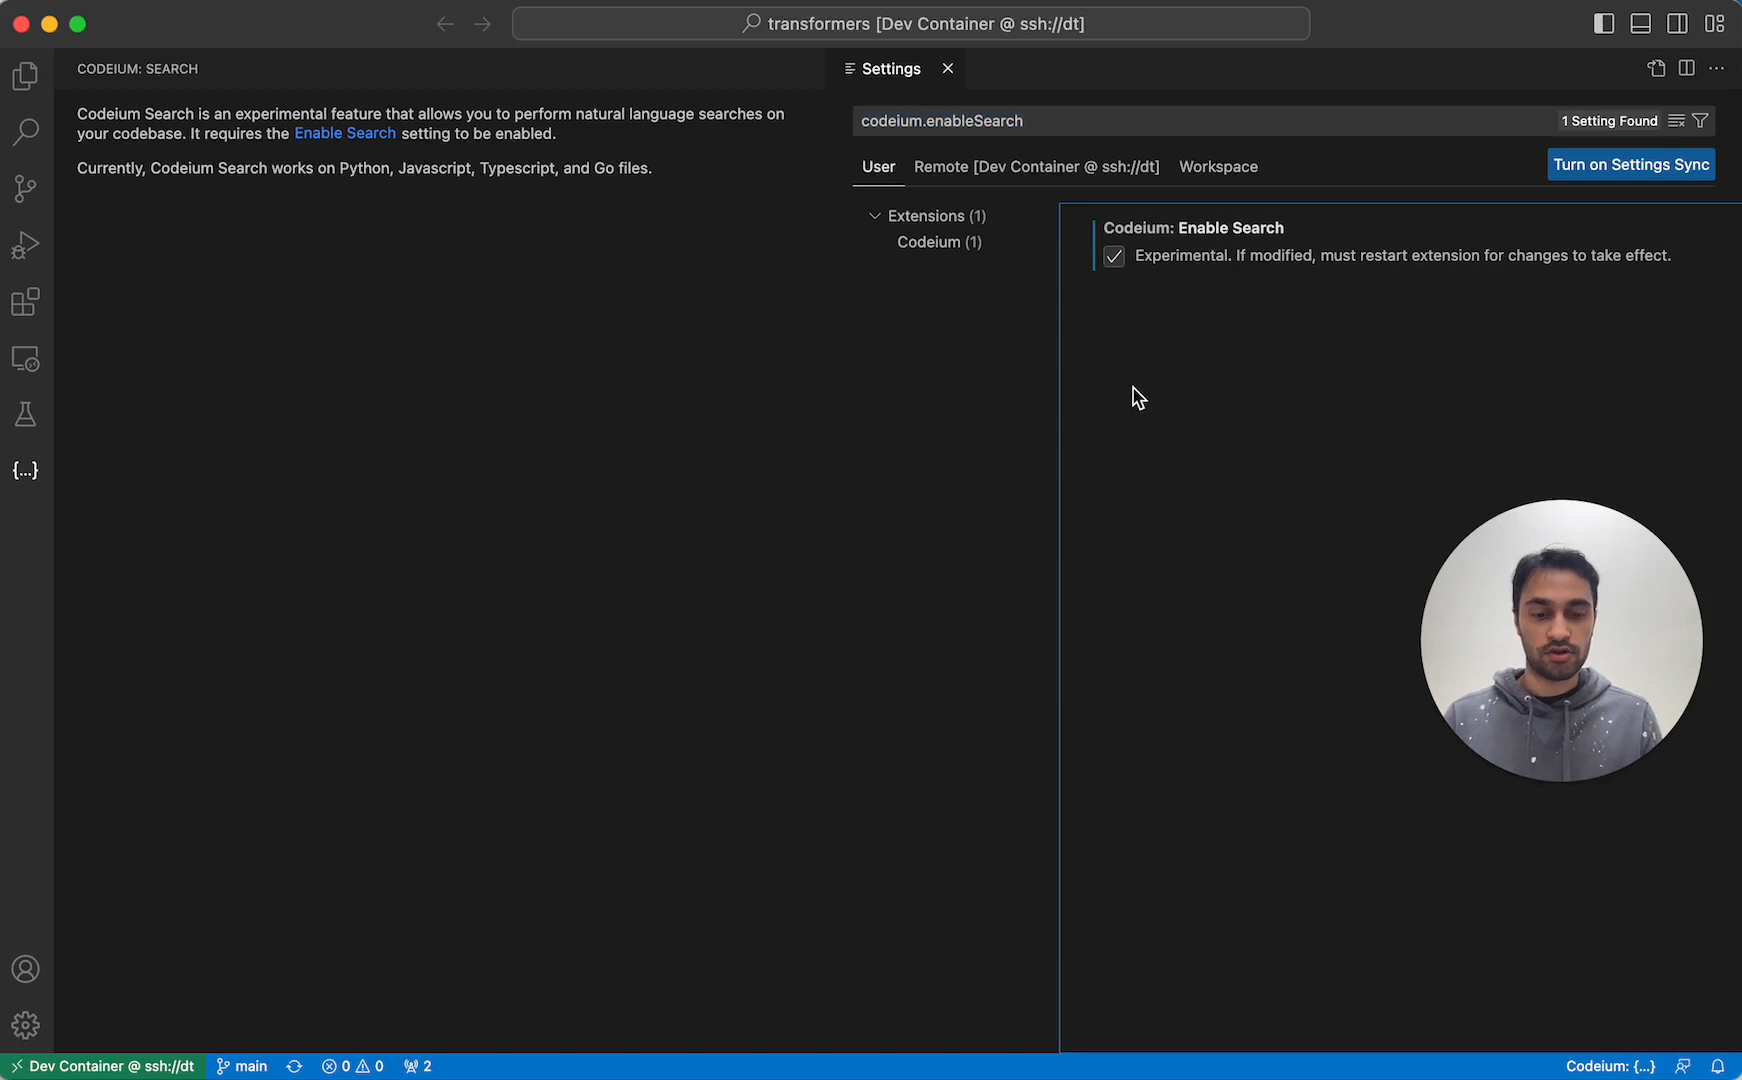 transformers [Dev Container @ ssh://dt]
CODEIUM: SEARCH
Codeium Search is an experimental feature that allows you to perform natural language searches on
your codebase. It requires the Enable Search setting to be enabled.
Currently, Codeium Search works on Python, Javascript, Typescript, and Go files.
Settings
codeium.enableSearch
1 Setting Found
User Remote [Dev Container @ ssh://dt] Workspace
Turn on Settings Sync
Extensions (1)
Codeium (1)
Codeium: Enable Search
Experimental. If modified, must restart extension for changes to take effect.
{...}
Dev Container @ ssh://dt main 0 0 2 Codeium: {...}